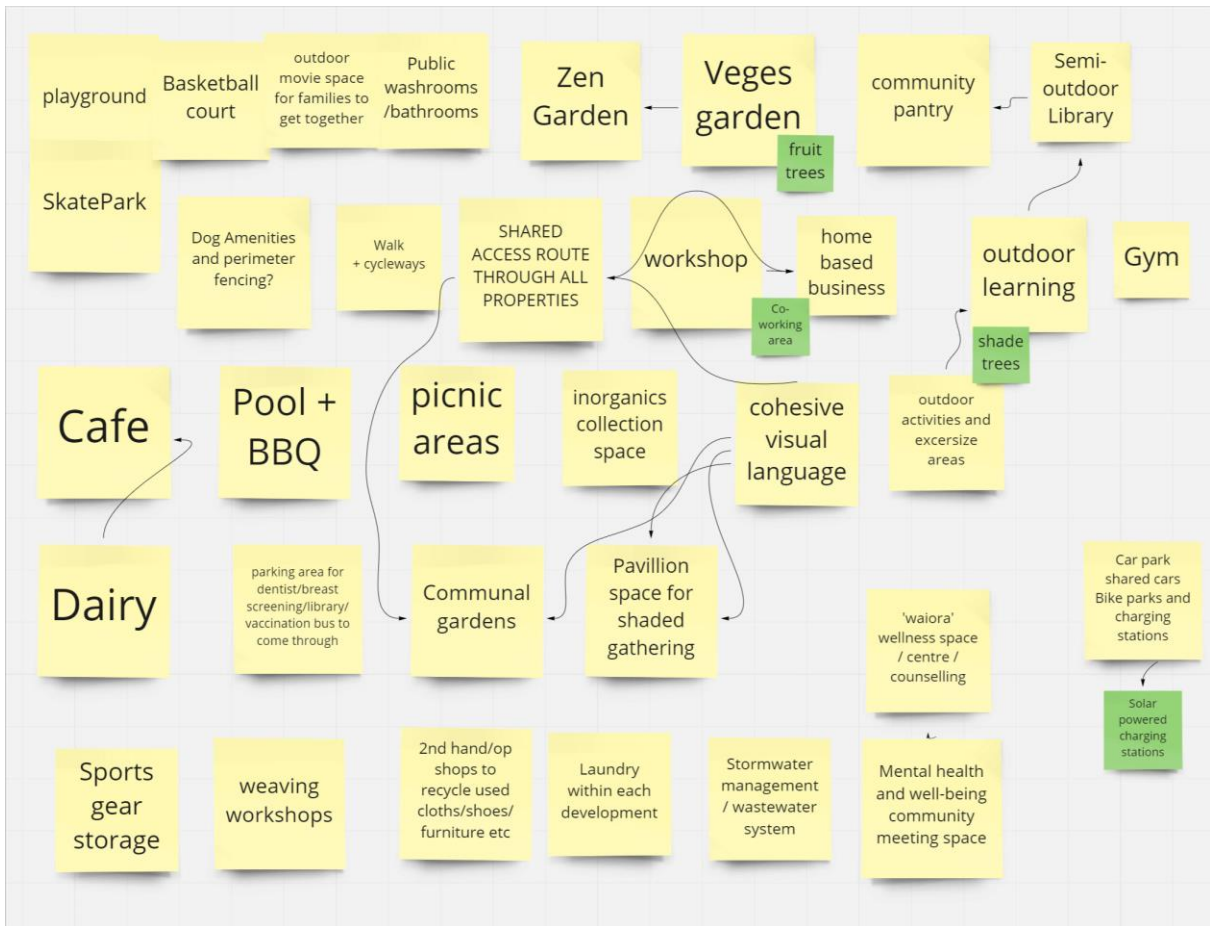 playground
Basketball
court
outdoor
movie space
for families to
get together
Public
washrooms
/bathrooms
Zen
Garden
Veges
garden
fruit
trees
community
pantry
Semi-
outdoor
Library
SkatePark
Dog Amenities
and perimeter
fencing?
Walk
+ cycleways
SHARED
ACCESS ROUTE
THROUGH ALL
PROPERTIES
workshop
Co-
working
area
home
based
business
outdoor
learning
shade
trees
Gym
Cafe
Pool +
BBQ
picnic
areas
inorganics
collection
space
cohesive
visual
language
outdoor
activities and
excersize
areas
Dairy
parking area for
dentist/breast
screening/library/
vaccination bus to
come through
Communal
gardens
Pavillion
space for
shaded
gathering
'waiora'
wellness space
/ centre /
counselling
Car park
shared cars
Bike parks and
charging
stations
Solar
powered
charging
stations
Sports
gear
storage
weaving
workshops
2nd hand/op
shops to
recycle used
cloths/shoes/
furniture etc
Laundry
within each
development
Stormwater
management
/ wastewater
system
Mental health
and well-being
community
meeting space